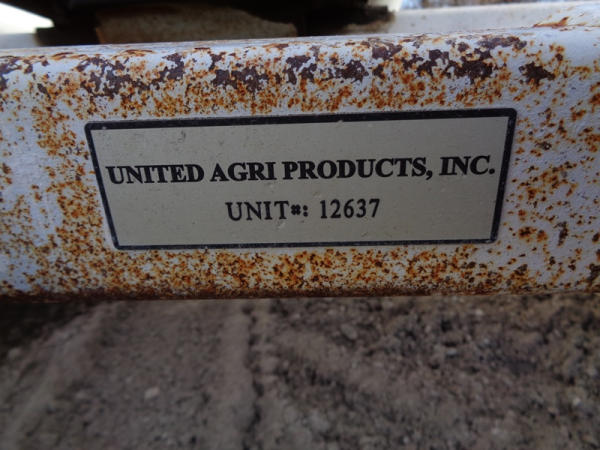 UNITED AGRI PRODUCTS, INC.
UNIT#: 12637